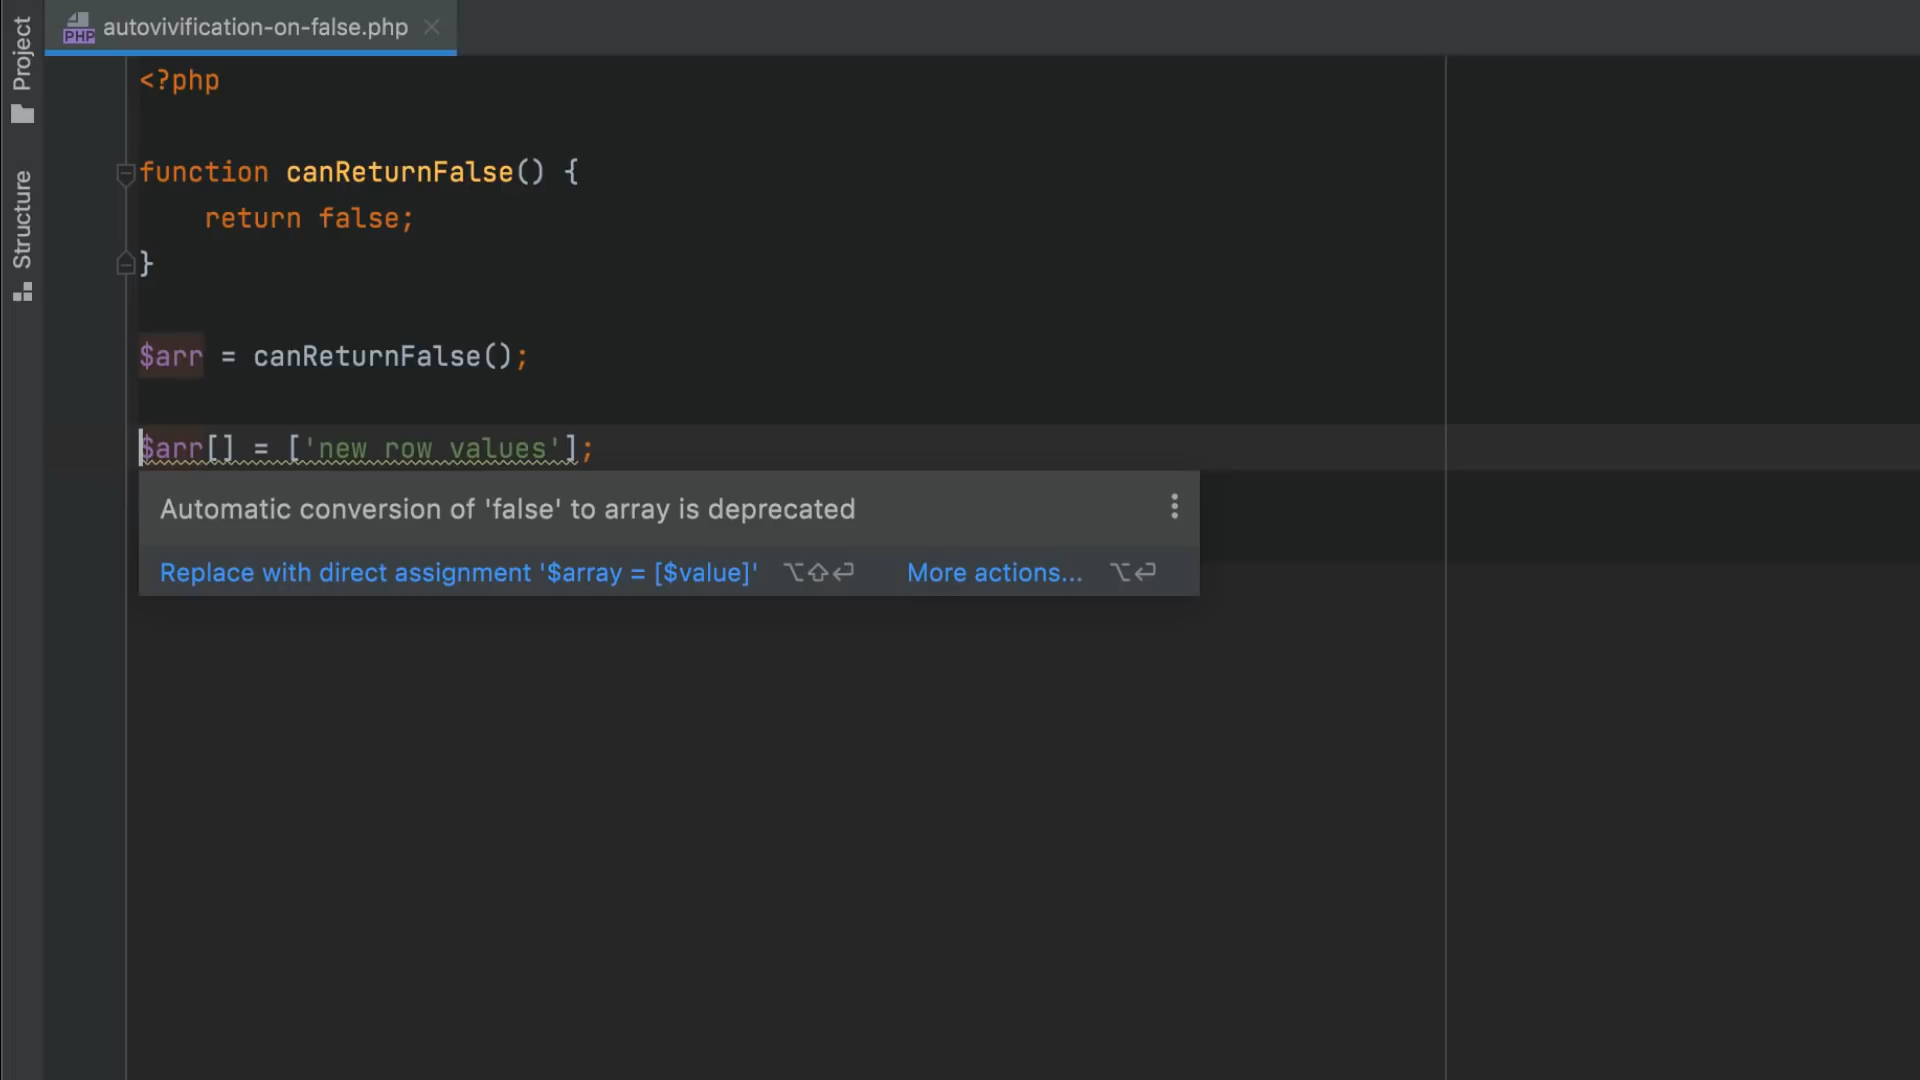 autovivification-on-false.php
PHP
Project
Structure
<?php
function canReturnFalse() {
    return false;
}
$arr = canReturnFalse();
$arr[] = ['new row values'];
Automatic conversion of 'false' to array is deprecated
Replace with direct assignment '$array = [$value]' ⌥⇧⏎ More actions... ⌥⏎